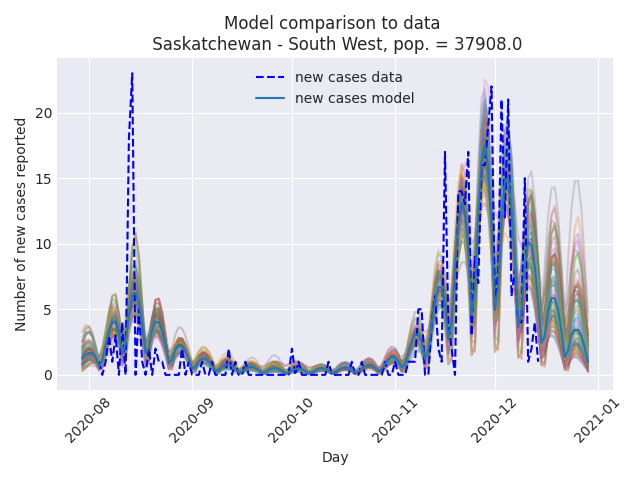 Model comparison to data
Saskatchewan - South West, pop. = 37908.0
new cases data
new cases model
Number of new cases reported
20
15
10
5
0
2020-08
2020-09
2020-10
2020-11
2020-12
2021-01
Day